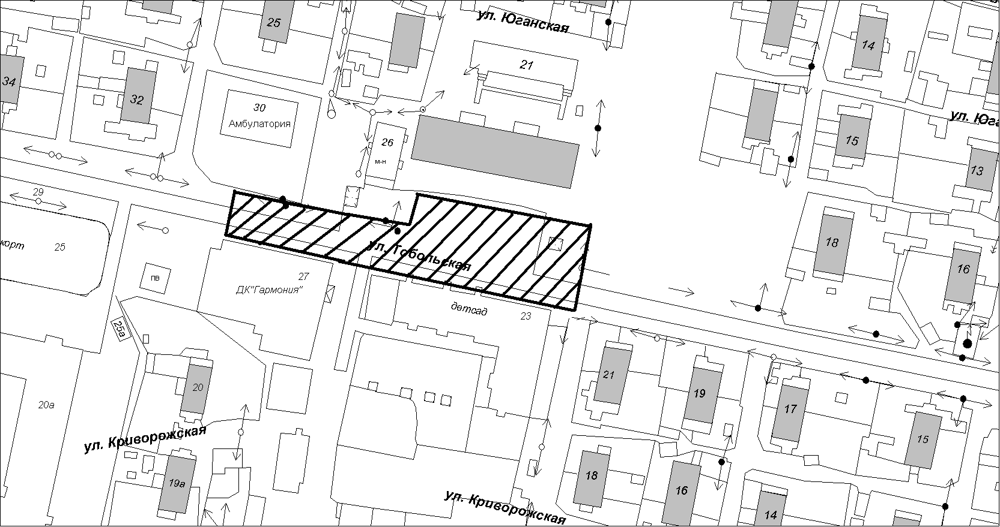 ул. Юганская
25
14
21
34
32
30
Амбулатория
ул. Юга
15
26
м-н
13
29
корт
25
18
ул. Тобольская
16
пв
27
ДК"Гармония"
детсад
23
25а
21
20
19
20а
17
ул. Криворожская
15
18
19а
16
ул. Криворожская
14